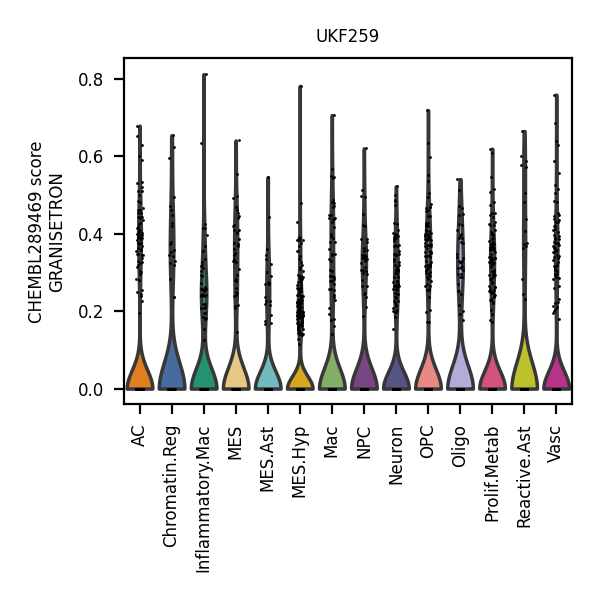 UKF259
CHEMBL289469 score
GRANISETRON
0.8
0.6
0.4
0.2
0.0
AC
Chromatin.Reg
Inflammatory.Mac
MES
MES.Ast
MES.Hyp
Mac
NPC
Neuron
OPC
Oligo
Prolif.Metab
Reactive.Ast
Vasc